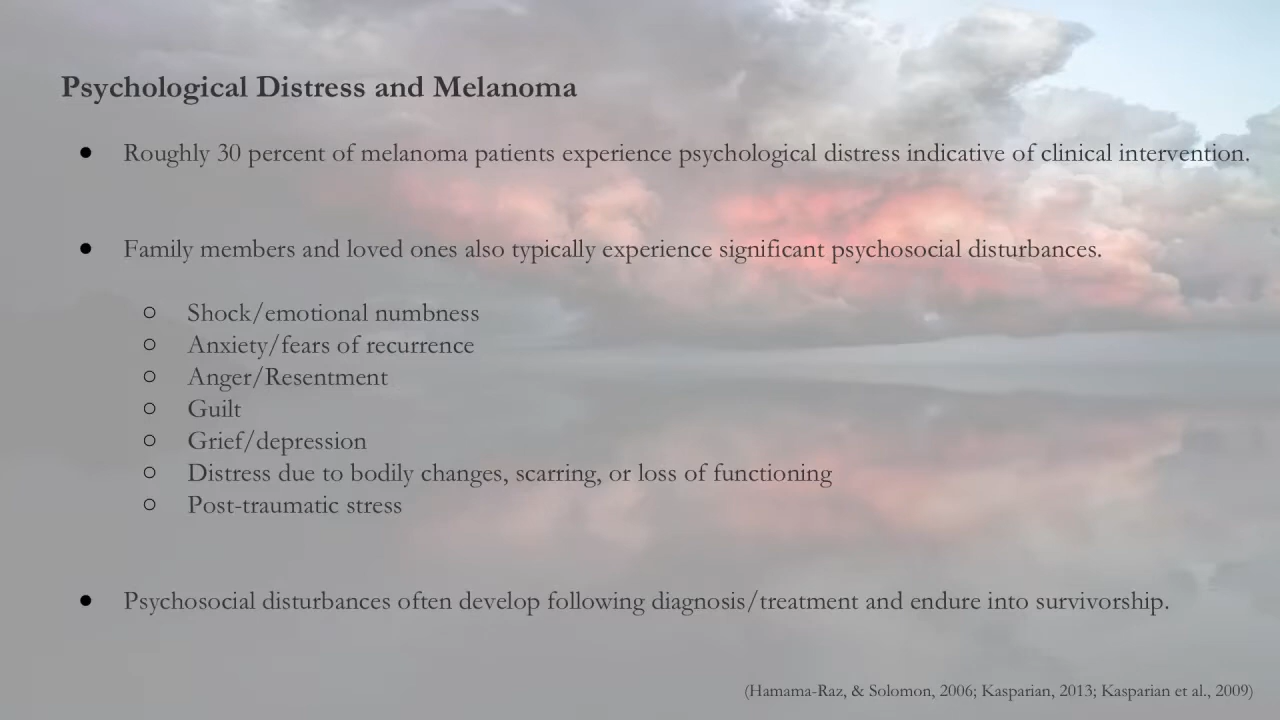 Psychological Distress and Melanoma
● Roughly 30 percent of melanoma patients experience psychological distress indicative of clinical intervention.
● Family members and loved ones also typically experience significant psychosocial disturbances.
○ Shock/emotional numbness
○ Anxiety/fears of recurrence
○ Anger/Resentment
○ Guilt
○ Grief/depression
○ Distress due to bodily changes, scarring, or loss of functioning
○ Post-traumatic stress
● Psychosocial disturbances often develop following diagnosis/treatment and endure into survivorship.
(Hamama-Raz, & Solomon, 2006; Kasparian, 2013; Kasparian et al., 2009)